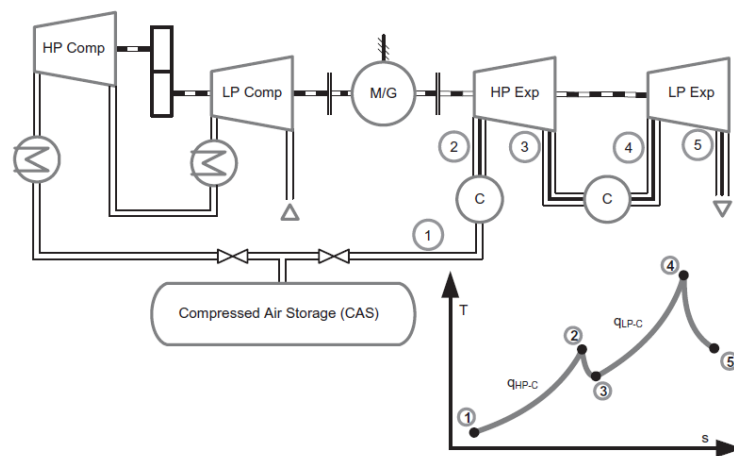 HP Comp
LP Comp
M/G
HP Exp
LP Exp
2
3
4
5
C
C
1
Compressed Air Storage (CAS)
T
4
qLP-C
2
qHP-C
3
5
1
s